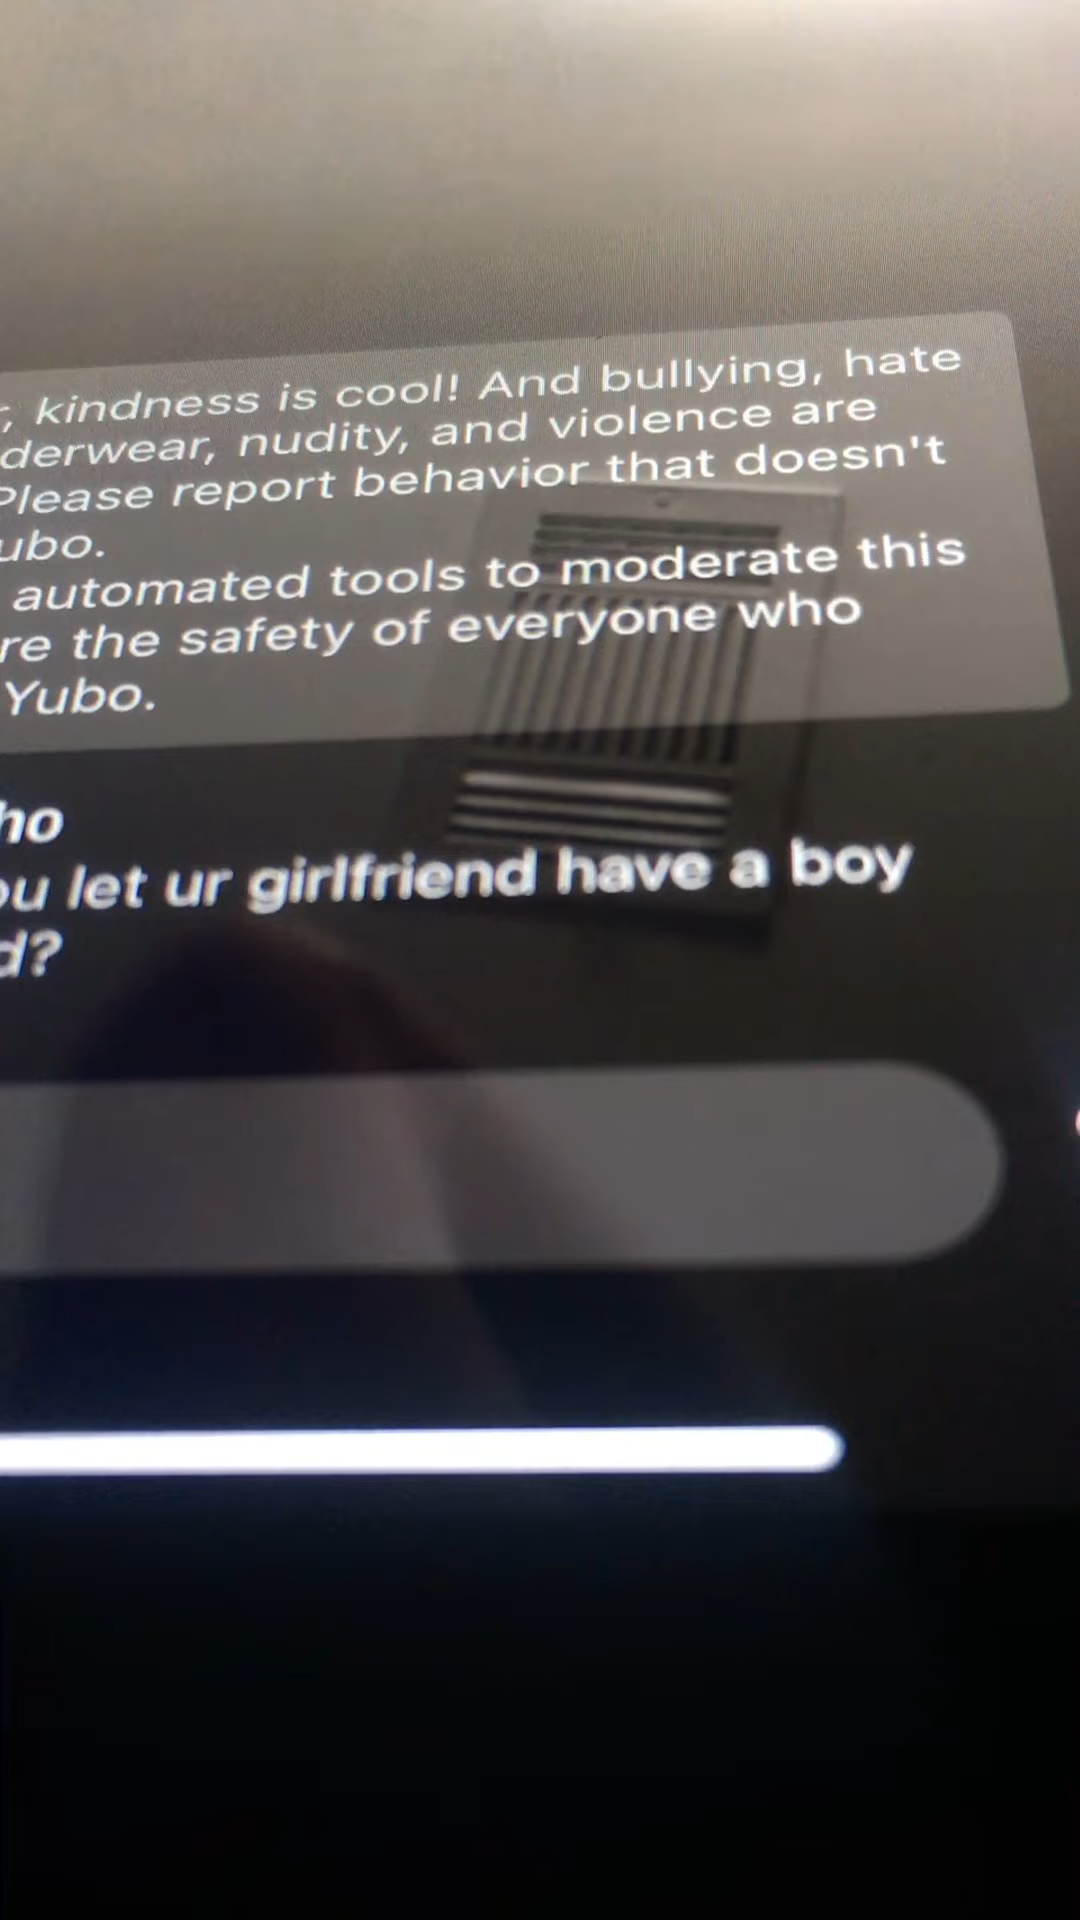 , kindness is cool! And bullying, hate
derwear, nudity, and violence are
Please report behavior that doesn't
ubo.
automated tools to moderate this
re the safety of everyone who
Yubo.
ho
ou let ur girlfriend have a boy
d?